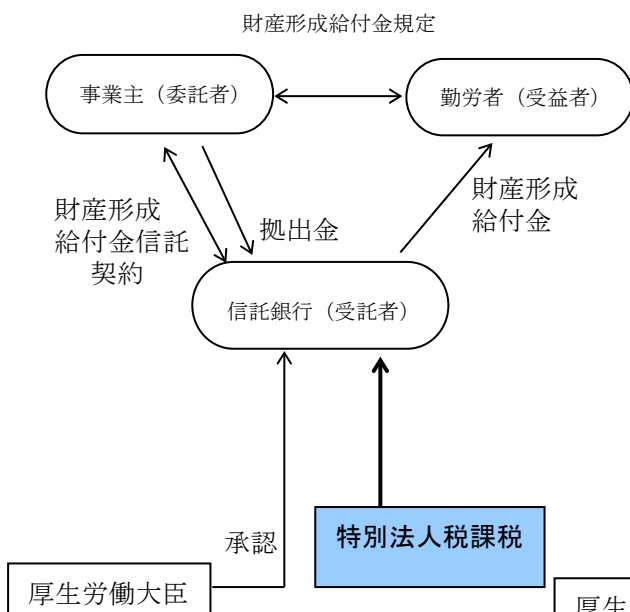 財産形成給付金規定
事業主（委託者）
勤労者（受益者）
財産形成
給付金信託
契約
拠出金
財産形成
給付金
信託銀行（受託者）
承認
特別法人税課税
厚生労働大臣
厚生